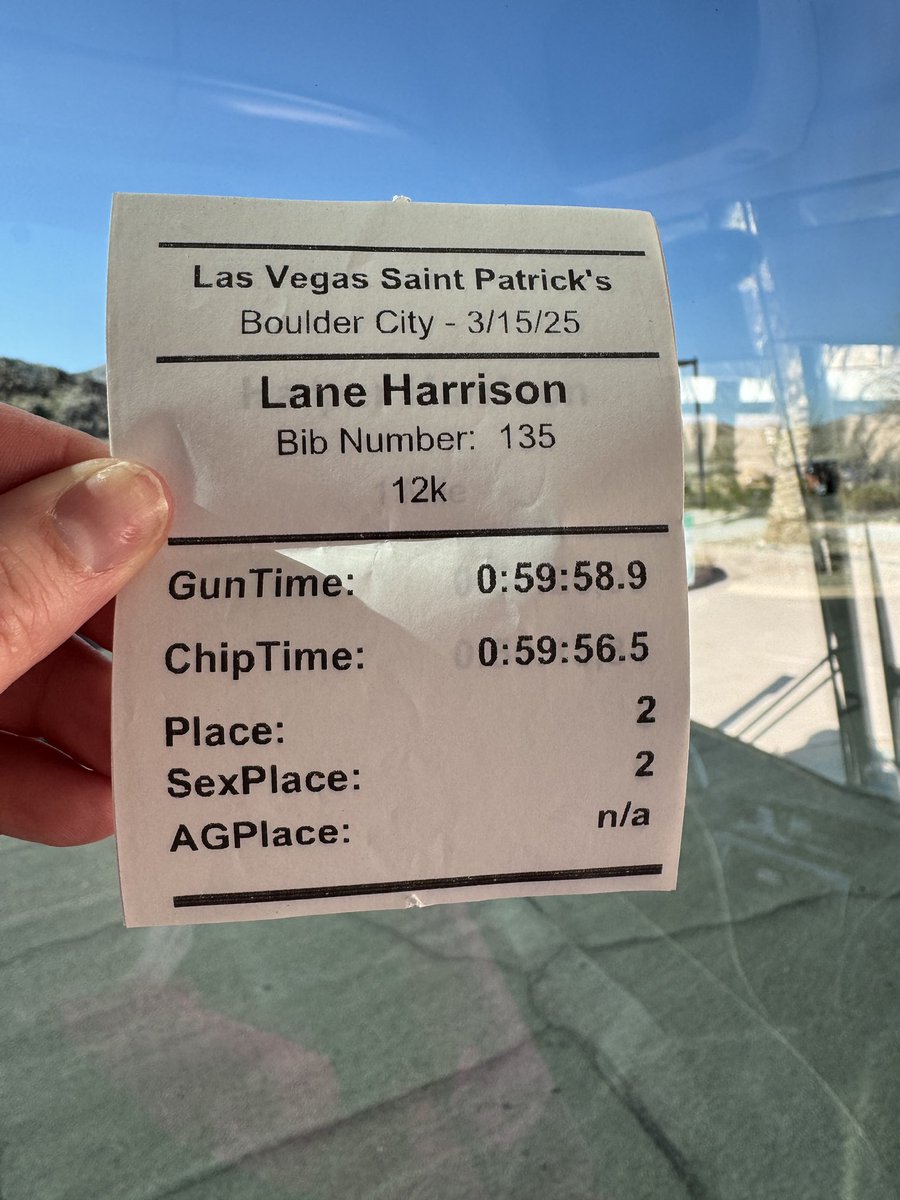 Las Vegas Saint Patrick's
Boulder City - 3/15/25
Lane Harrison
Bib Number: 135
12k
GunTime: 0:59:58.9
ChipTime: 0:59:56.5
Place: 2
SexPlace: 2
AGPlace: n/a